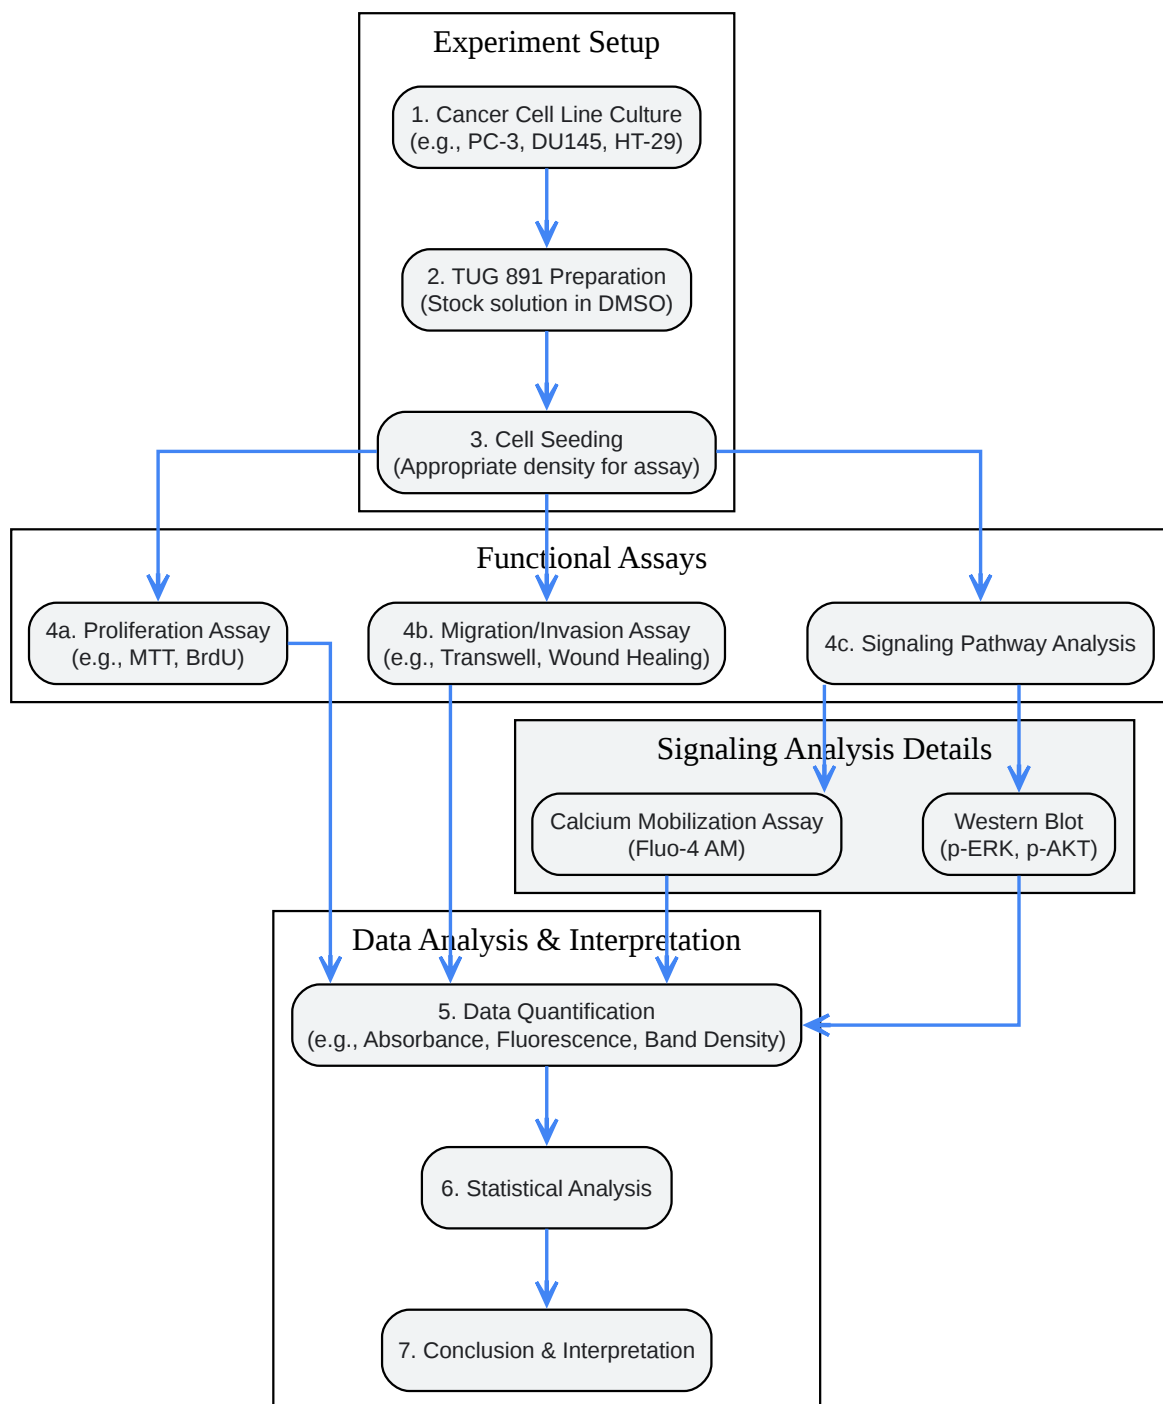 Experiment Setup
1. Cancer Cell Line Culture
(e.g., PC-3, DU145, HT-29)
2. TUG 891 Preparation
(Stock solution in DMSO)
3. Cell Seeding
(Appropriate density for assay)
Functional Assays
4a. Proliferation Assay
(e.g., MTT, BrdU)
4b. Migration/Invasion Assay
(e.g., Transwell, Wound Healing)
4c. Signaling Pathway Analysis
Signaling Analysis Details
Calcium Mobilization Assay
(Fluo-4 AM)
Western Blot
(p-ERK, p-AKT)
Data Analysis & Interpretation
5. Data Quantification
(e.g., Absorbance, Fluorescence, Band Density)
6. Statistical Analysis
7. Conclusion & Interpretation